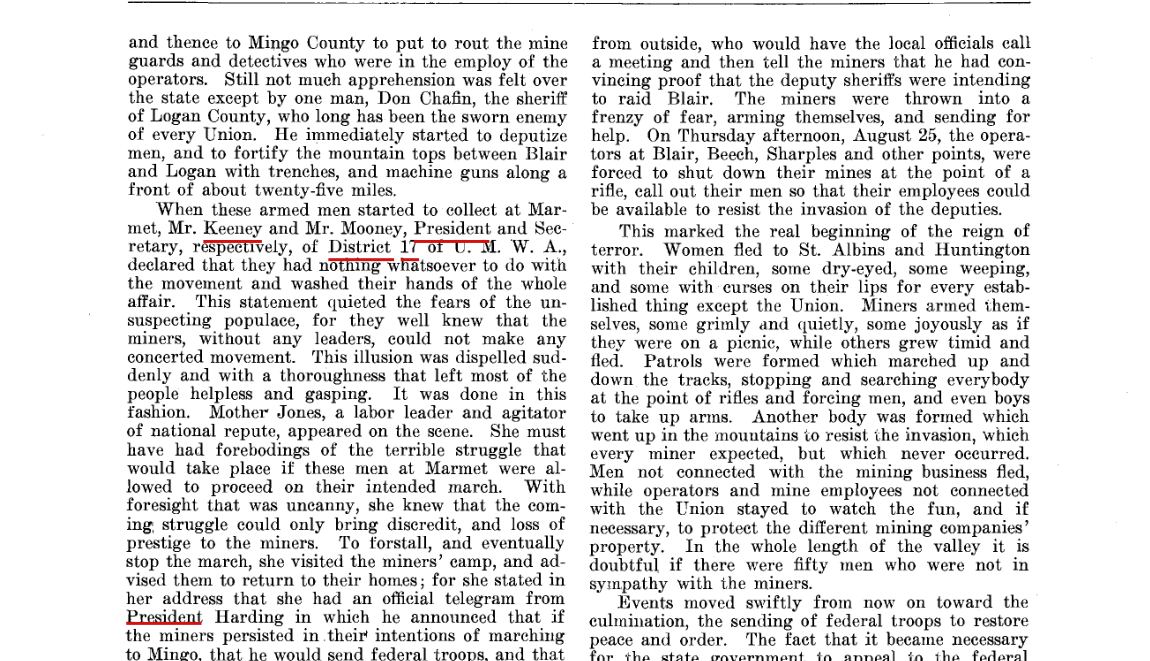 and thence to Mingo County to put to rout the mine
guards and detectives who were in the employ of the
operators. Still not much apprehension was felt over
the state except by one man, Don Chafin, the sheriff
of Logan County, who long has been the sworn enemy
of every Union. He immediately started to deputize
men, and to fortify the mountain tops between Blair
and Logan with trenches, and machine guns along a
front of about twenty-five miles.
When these armed men started to collect at Mar-
met, Mr. Keeney and Mr. Mooney, President and Sec-
retary, respectively, of District 17 of U. M. W. A.,
declared that they had nothing whatsoever to do with
the movement and washed their hands of the whole
affair. This statement quieted the fears of the un-
suspecting populace, for they well knew that the
miners, without any leaders, could not make any
concerted movement. This illusion was dispelled sud-
denly and with a thoroughness that left most of the
people helpless and gasping. It was done in this
fashion. Mother Jones, a labor leader and agitator
of national repute, appeared on the scene. She must
have had forebodings of the terrible struggle that
would take place if these men at Marmet were al-
lowed to proceed on their intended march. With
foresight that was uncanny, she knew that the com-
ing struggle could only bring discredit, and loss of
prestige to the miners. To forstall, and eventually
stop the march, she visited the miners' camp, and ad-
vised them to return to their homes; for she stated in
her address that she had an official telegram from
President Harding in which he announced that if
the miners persisted in their intentions of marching
to Mingo, that he would send federal troops, and that
from outside, who would have the local officials call
a meeting and then tell the miners that he had con-
vincing proof that the deputy sheriffs were intending
to raid Blair. The miners were thrown into a
frenzy of fear, arming themselves, and sending for
help. On Thursday afternoon, August 25, the opera-
tors at Blair, Beech, Sharples and other points, were
forced to shut down their mines at the point of a
rifle, call out their men so that their employees could
be available to resist the invasion of the deputies.
This marked the real beginning of the reign of
terror. Women fled to St. Albins and Huntington
with their children, some dry-eyed, some weeping,
and some with curses on their lips for every estab-
lished thing except the Union. Miners armed them-
selves, some grimly and quietly, some joyously as if
they were on a picnic, while others grew timid and
fled. Patrols were formed which marched up and
down the tracks, stopping and searching everybody
at the point of rifles and forcing men, and even boys
to take up arms. Another body was formed which
went up in the mountains to resist the invasion, which
every miner expected, but which never occurred.
Men not connected with the mining business fled,
while operators and mine employees not connected
with the Union stayed to watch the fun, and if
necessary, to protect the different mining companies'
property. In the whole length of the valley it is
doubtful if there were fifty men who were not in
sympathy with the miners.
Events moved swiftly from now on toward the
culmination, the sending of federal troops to restore
peace and order. The fact that it became necessary
for the state government to appeal to the federal